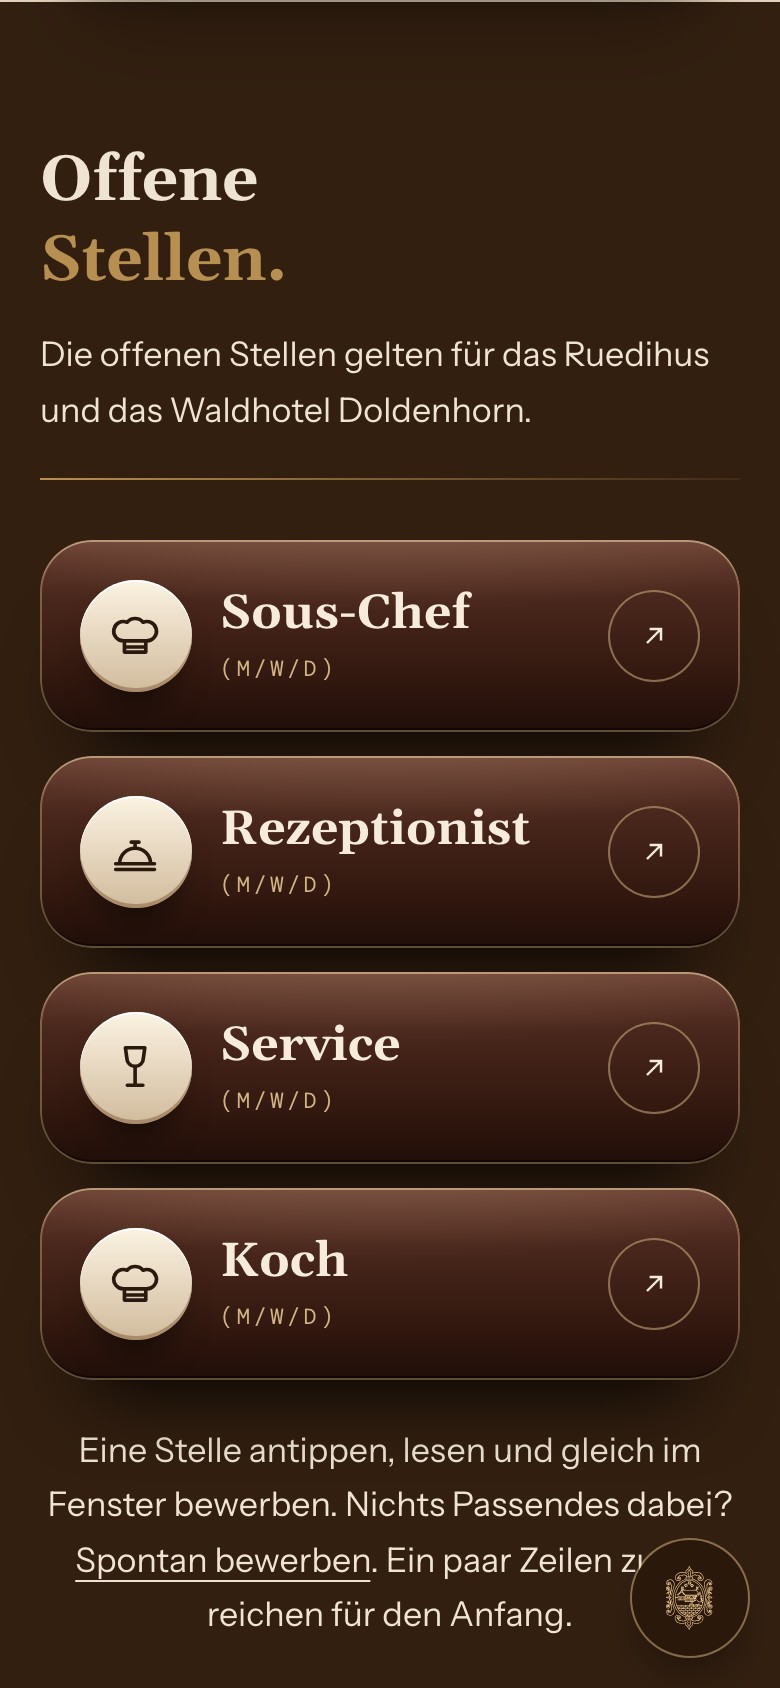 Offene
Stellen.
Die offenen Stellen gelten für das Ruedihus
und das Waldhotel Doldenhorn.
Sous-Chef
(M/W/D)
Rezeptionist
(M/W/D)
Service
(M/W/D)
Koch
(M/W/D)
Eine Stelle antippen, lesen und gleich im
Fenster bewerben. Nichts Passendes dabei?
Spontan bewerben. Ein paar Zeilen
reichen für den Anfang.